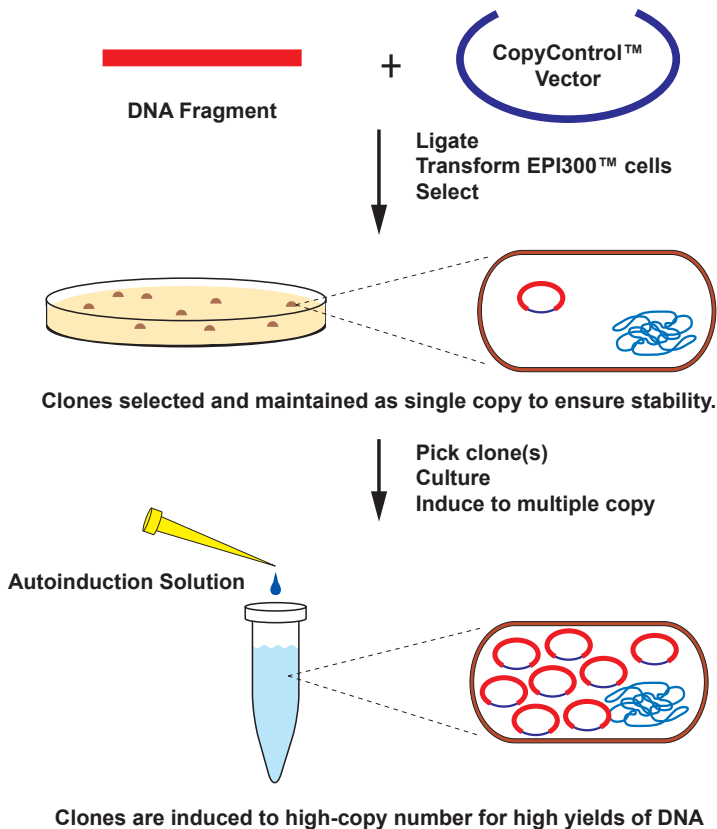 CopyControl™
Vector
+
DNA Fragment
Ligate
Transform EPI300™ cells
Select
Clones selected and maintained as single copy to ensure stability.
Pick clone(s)
Culture
Induce to multiple copy
Autoinduction Solution
Clones are induced to high-copy number for high yields of DNA